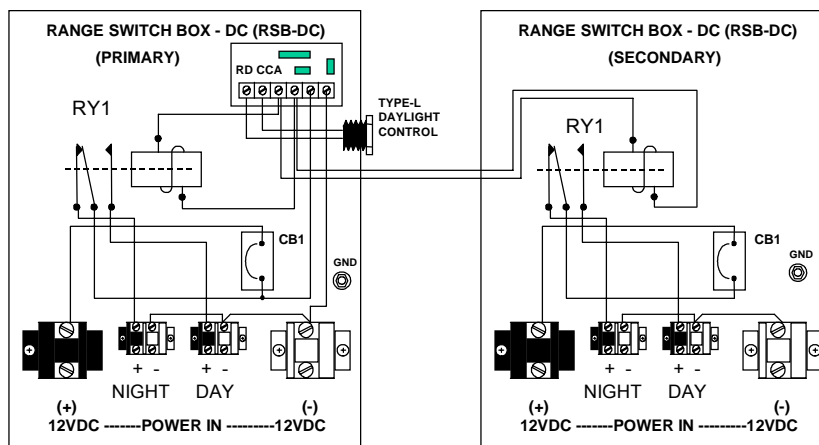 RANGE SWITCH BOX - DC (RSB-DC)
(PRIMARY)
RD CCA
RY1
TYPE-L
DAYLIGHT
CONTROL
CB1
GND
+ -
+ -
NIGHT
DAY
(+)
(-)
12VDC -------POWER IN ---------12VDC
RANGE SWITCH BOX - DC (RSB-DC)
(SECONDARY)
RY1
CB1
GND
+ -
+ -
NIGHT
DAY
(+)
(-)
12VDC -------POWER IN ---------12VDC